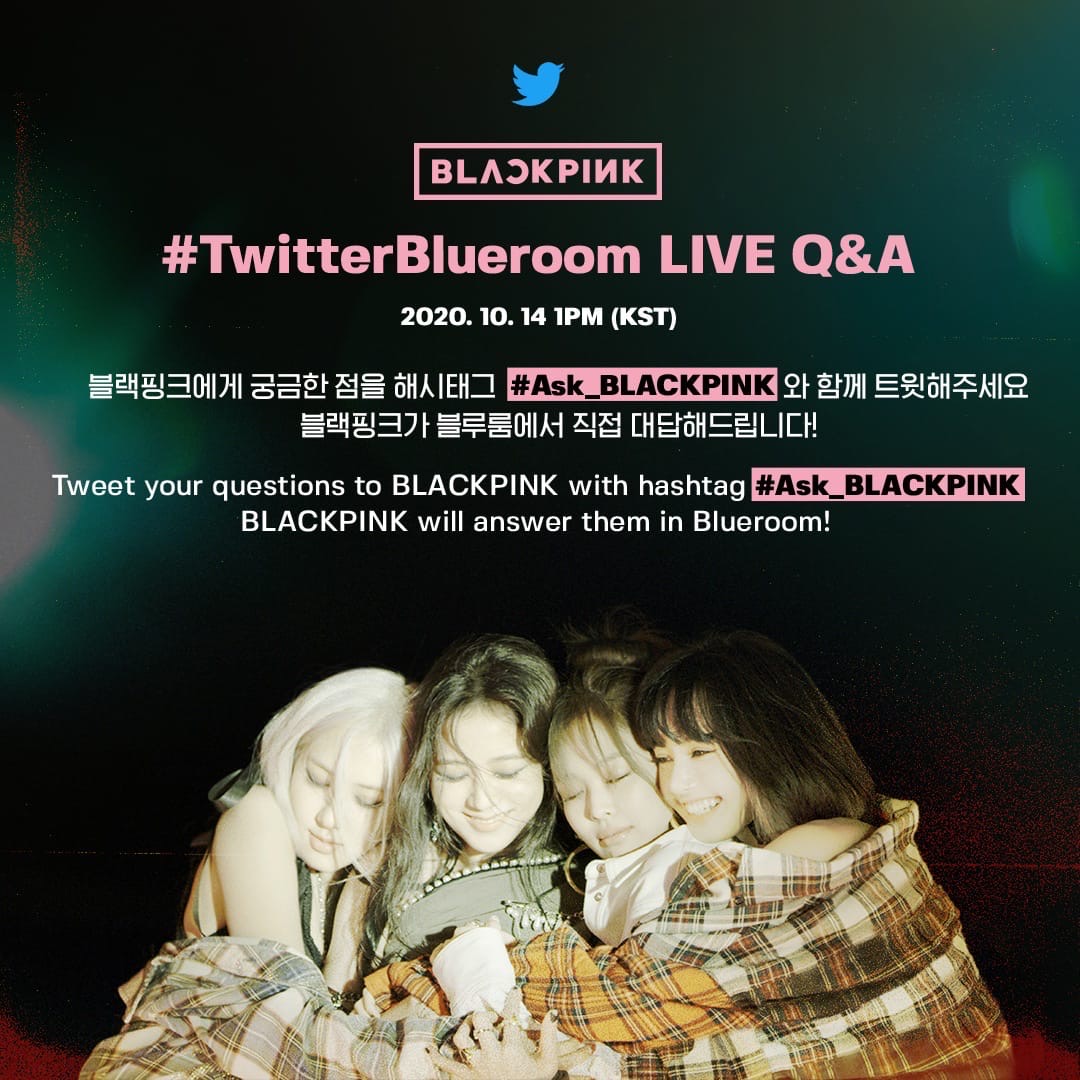 BLACKPINK
#TwitterBlueroom LIVE Q&A
2020. 10. 14 1PM (KST)
블랙핑크에게 궁금한 점을 해시태그 #Ask_BLACKPINK 와 함께 트윗해주세요
블랙핑크가 블루룸에서 직접 대답해드립니다!
Tweet your questions to BLACKPINK with hashtag #Ask_BLACKPINK
BLACKPINK will answer them in Blueroom!